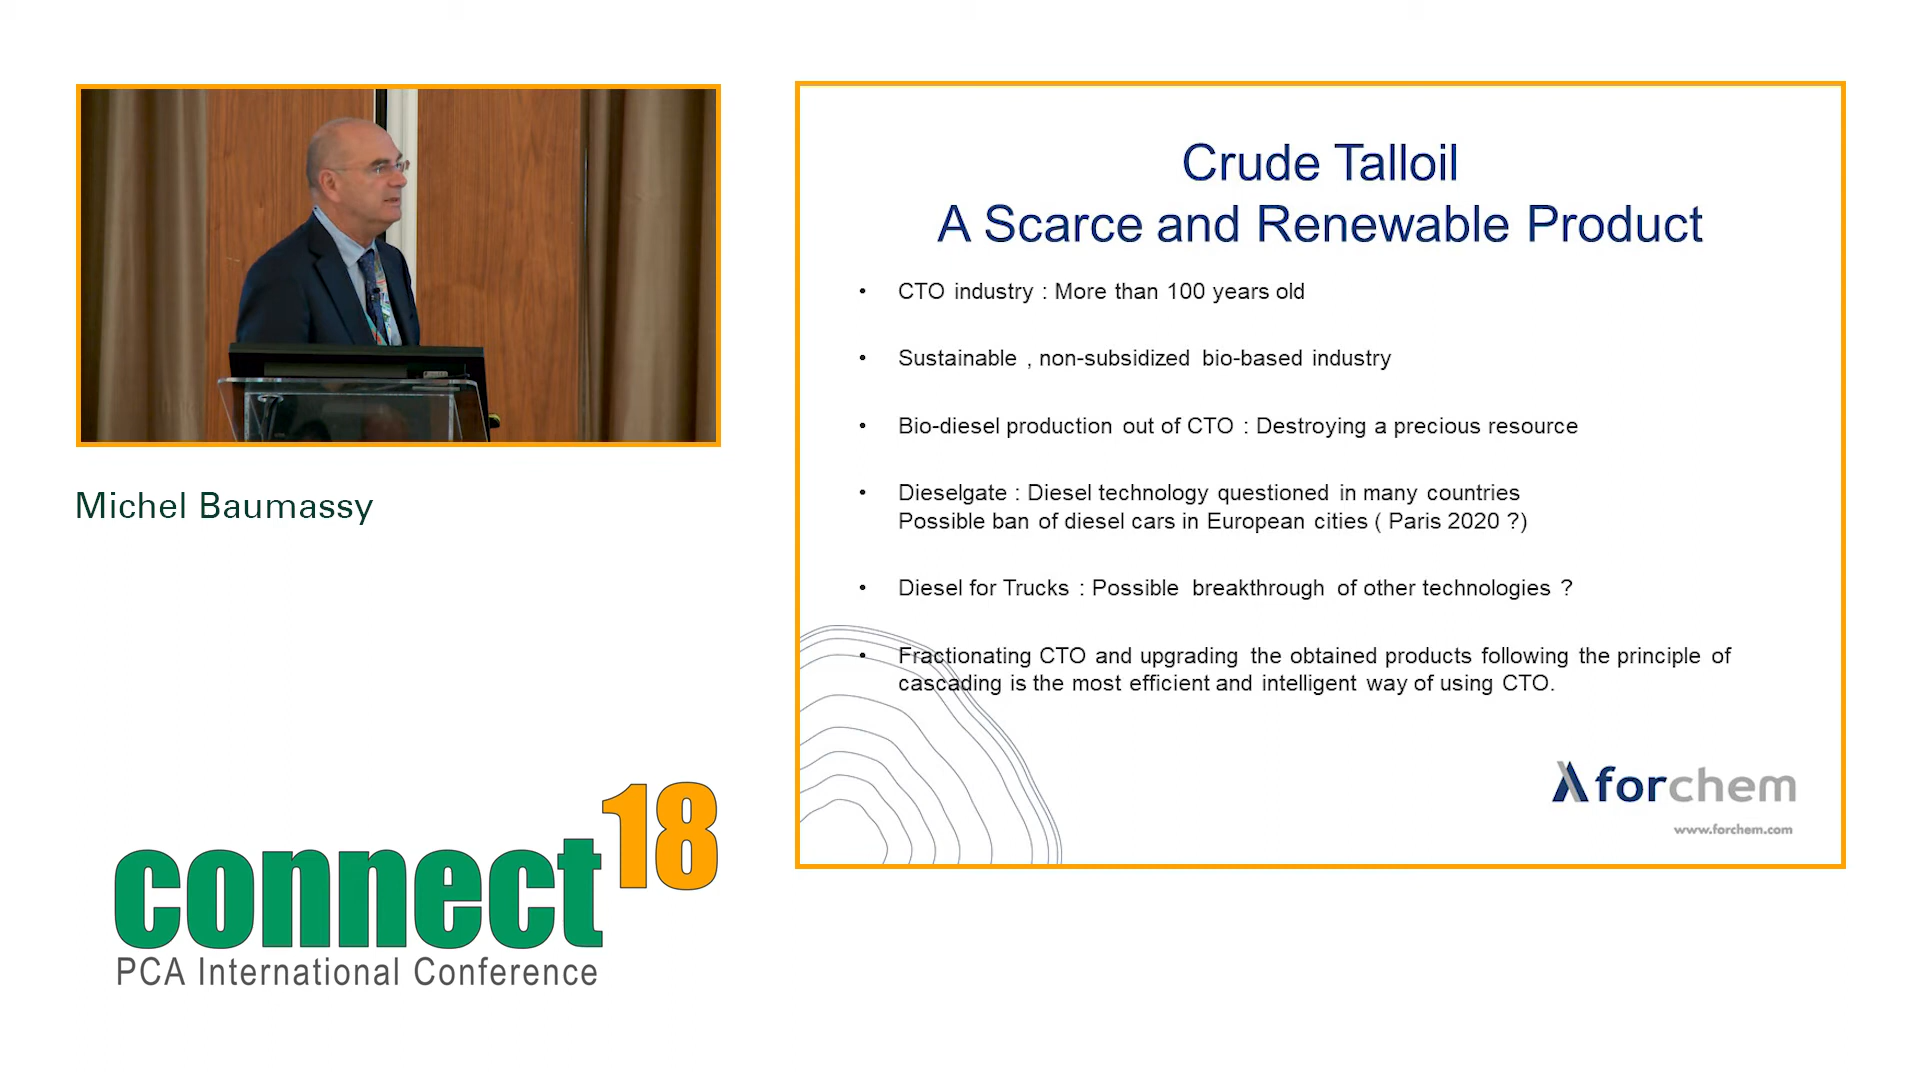 Michel Baumassy
connect18
PCA International Conference
Crude Talloil
A Scarce and Renewable Product
• CTO industry : More than 100 years old
• Sustainable , non-subsidized bio-based industry
• Bio-diesel production out of CTO : Destroying a precious resource
• Dieselgate : Diesel technology questioned in many countries
Possible ban of diesel cars in European cities ( Paris 2020 ?)
• Diesel for Trucks : Possible breakthrough of other technologies ?
• Fractionating CTO and upgrading the obtained products following the principle of
cascading is the most efficient and intelligent way of using CTO.
forchem
www.forchem.com